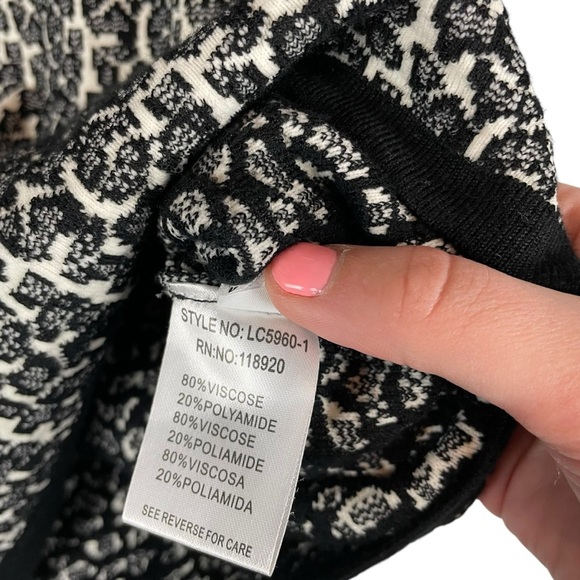 STYLE NO: LC5960-1
RN:NO:118920
80%VISCOSE
20%POLYAMIDE
80%VISCOSE
20%POLIAMIDE
80%VISCOSA
20%POLIAMIDA
SEE REVERSE FOR CARE